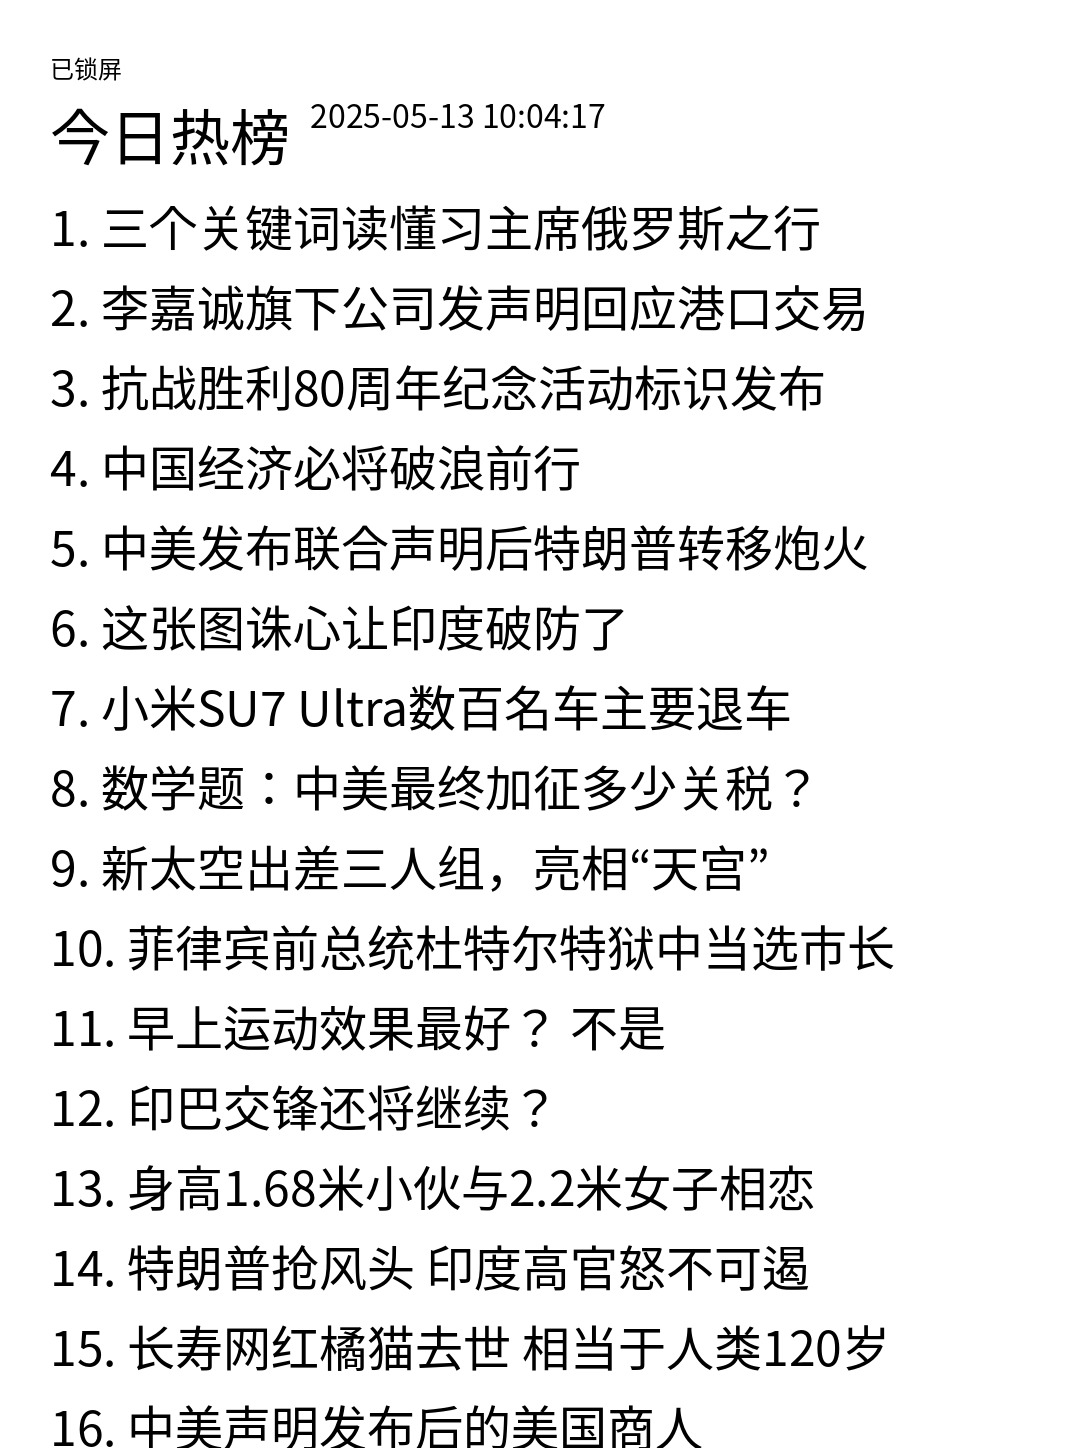 已锁屏
今日热榜 2025-05-13 10:04:17
1. 三个关键词读懂习主席俄罗斯之行
2. 李嘉诚旗下公司发声明回应港口交易
3. 抗战胜利80周年纪念活动标识发布
4. 中国经济必将破浪前行
5. 中美发布联合声明后特朗普转移炮火
6. 这张图诛心让印度破防了
7. 小米SU7 Ultra数百名车主要退车
8. 数学题：中美最终加征多少关税？
9. 新太空出差三人组，亮相“天宫”
10. 菲律宾前总统杜特尔特狱中当选市长
11. 早上运动效果最好？ 不是
12. 印巴交锋还将继续？
13. 身高1.68米小伙与2.2米女子相恋
14. 特朗普抢风头 印度高官怒不可遏
15. 长寿网红橘猫去世 相当于人类120岁
16. 中美声明发布后的美国商人